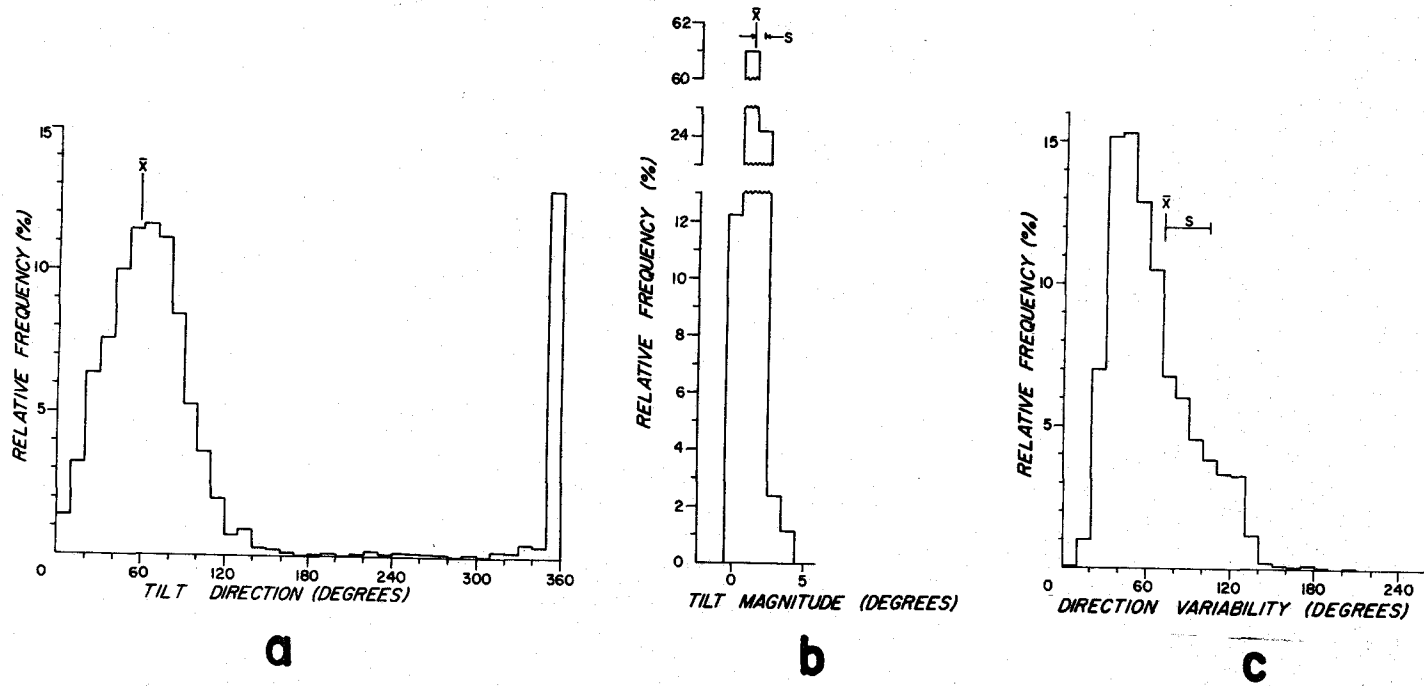 15
10
5
0
60
120
180
240
300
360
x̄
RELATIVE FREQUENCY (%)
TILT DIRECTION (DEGREES)
a
62
60
24
12
10
8
6
4
2
0
0
5
x̄
S
RELATIVE FREQUENCY (%)
TILT MAGNITUDE (DEGREES)
b
15
10
5
0
60
120
180
240
x̄
S
RELATIVE FREQUENCY (%)
DIRECTION VARIABILITY (DEGREES)
c